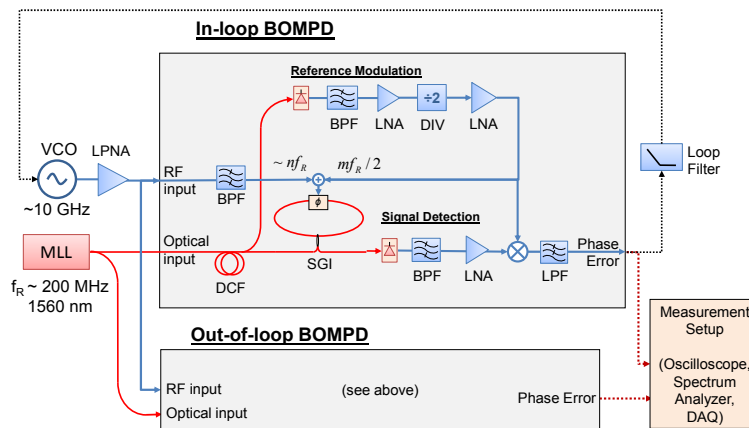 In-loop BOMPD
Reference Modulation
BPF
LNA
÷2
DIV
LNA
VCO
LPNA
~10 GHz
RF
input
BPF
~ nf_R
mf_R / 2
ϕ
Loop
Filter
Signal Detection
Optical
input
MLL
DCF
SGI
BPF
LNA
LPF
Phase
Error
f_R ~ 200 MHz
1560 nm
Out-of-loop BOMPD
RF input
(see above)
Optical input
Phase Error
Measurement
Setup
(Oscilloscope,
Spectrum
Analyzer,
DAQ)